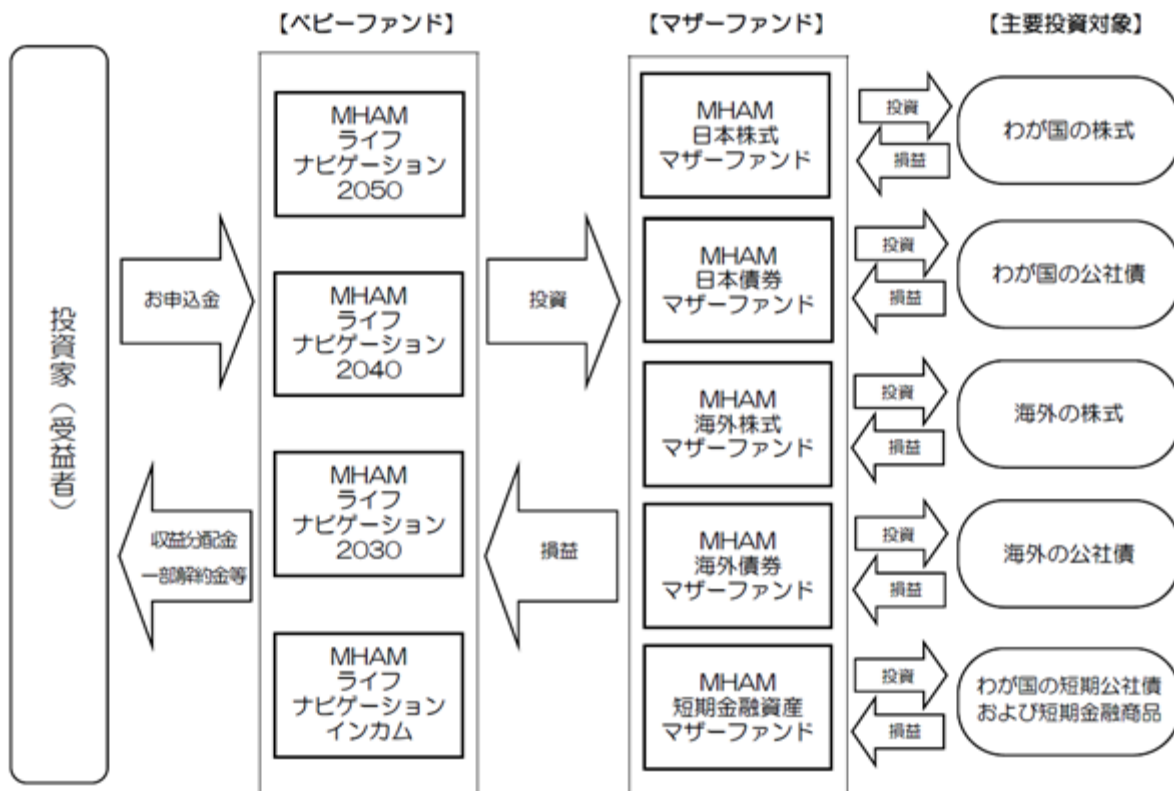 【ベビーファンド】
【マザーファンド】
【主要投資対象】
投資家（受益者）
お申込金
収益分配金
一部解約金等
MHAM
ライフ
ナビゲーション
2050
MHAM
ライフ
ナビゲーション
2040
MHAM
ライフ
ナビゲーション
2030
MHAM
ライフ
ナビゲーション
インカム
投資
損益
MHAM
日本株式
マザーファンド
MHAM
日本債券
マザーファンド
MHAM
海外株式
マザーファンド
MHAM
海外債券
マザーファンド
MHAM
短期金融資産
マザーファンド
投資
損益
わが国の株式
投資
損益
わが国の公社債
投資
損益
海外の株式
投資
損益
海外の公社債
投資
損益
わが国の短期公社債
および短期金融商品